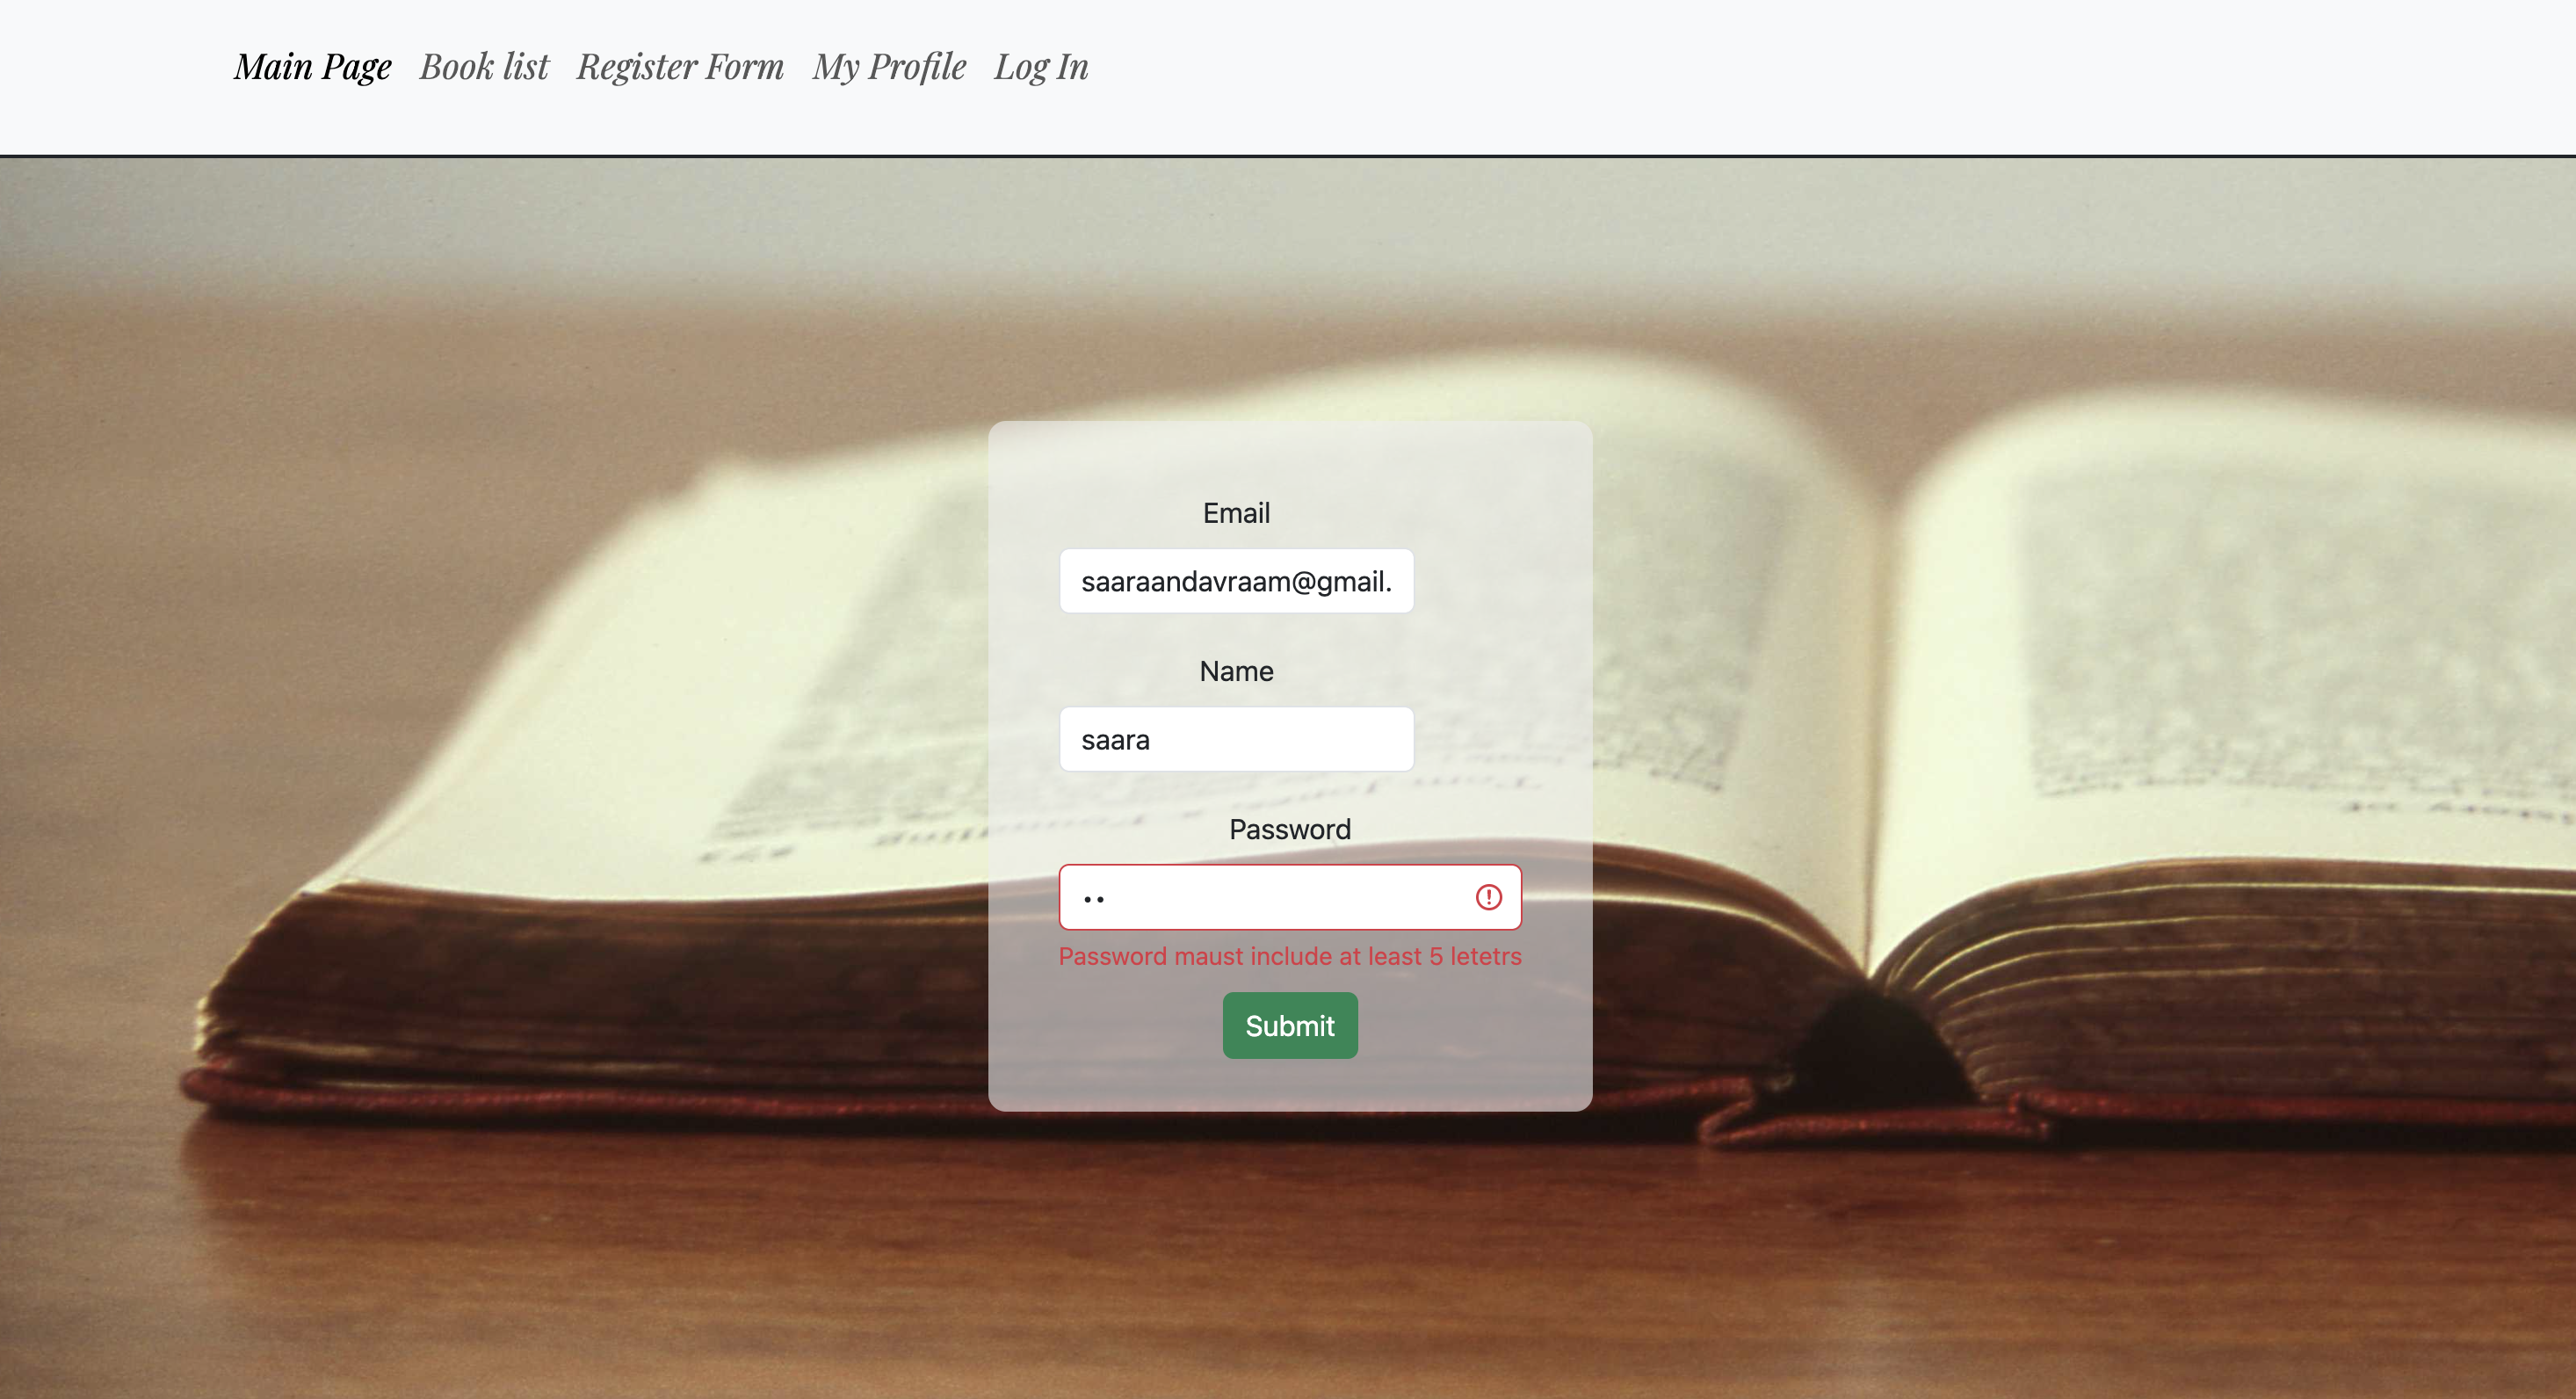 Main Page Book list Register Form My Profile Log In
Email
saaraandavraam@gmail.
Name
saara
Password
••
Password maust include at least 5 letetrs
Submit